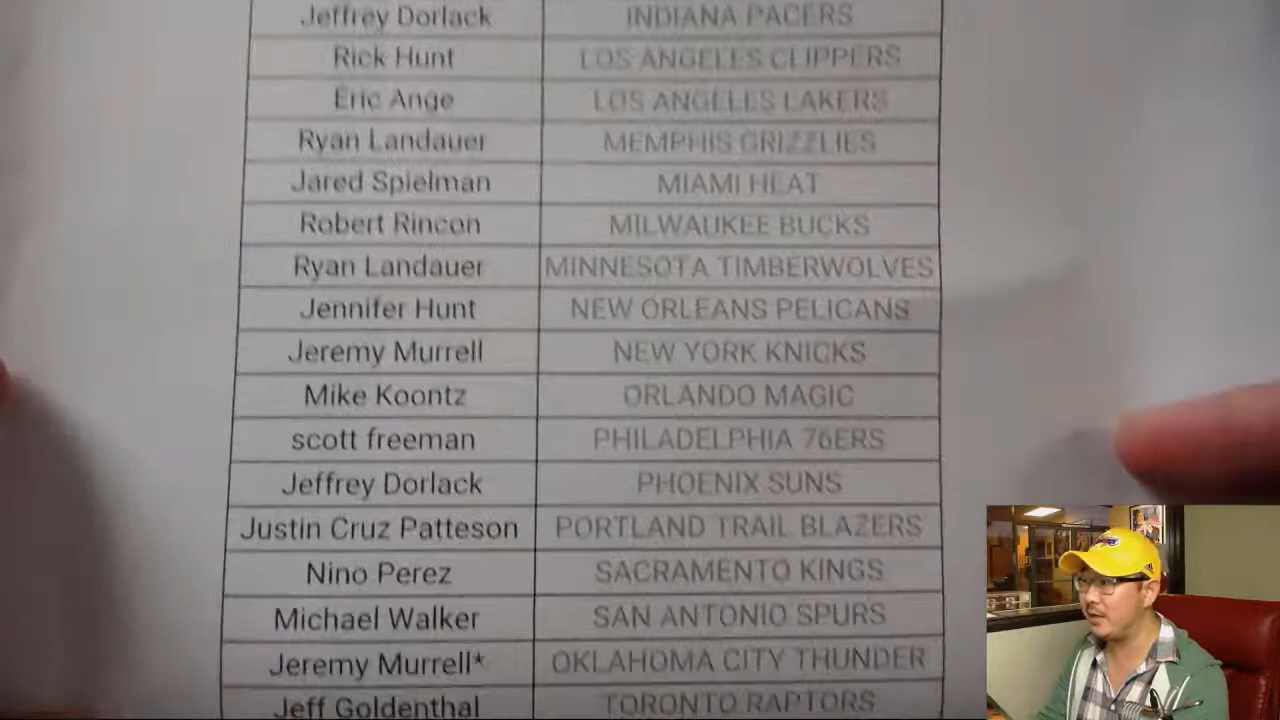 Jeffrey Dorlack INDIANA PACERS
Rick Hunt LOS ANGELES CLIPPERS
Eric Ange LOS ANGELES LAKERS
Ryan Landauer MEMPHIS GRIZZLIES
Jared Spielman MIAMI HEAT
Robert Rincon MILWAUKEE BUCKS
Ryan Landauer MINNESOTA TIMBERWOLVES
Jennifer Hunt NEW ORLEANS PELICANS
Jeremy Murrell NEW YORK KNICKS
Mike Koontz ORLANDO MAGIC
scott freeman PHILADELPHIA 76ERS
Jeffrey Dorlack PHOENIX SUNS
Justin Cruz Patteson PORTLAND TRAIL BLAZERS
Nino Perez SACRAMENTO KINGS
Michael Walker SAN ANTONIO SPURS
Jeremy Murrell* OKLAHOMA CITY THUNDER
Jeff Goldenthal TORONTO RAPTORS